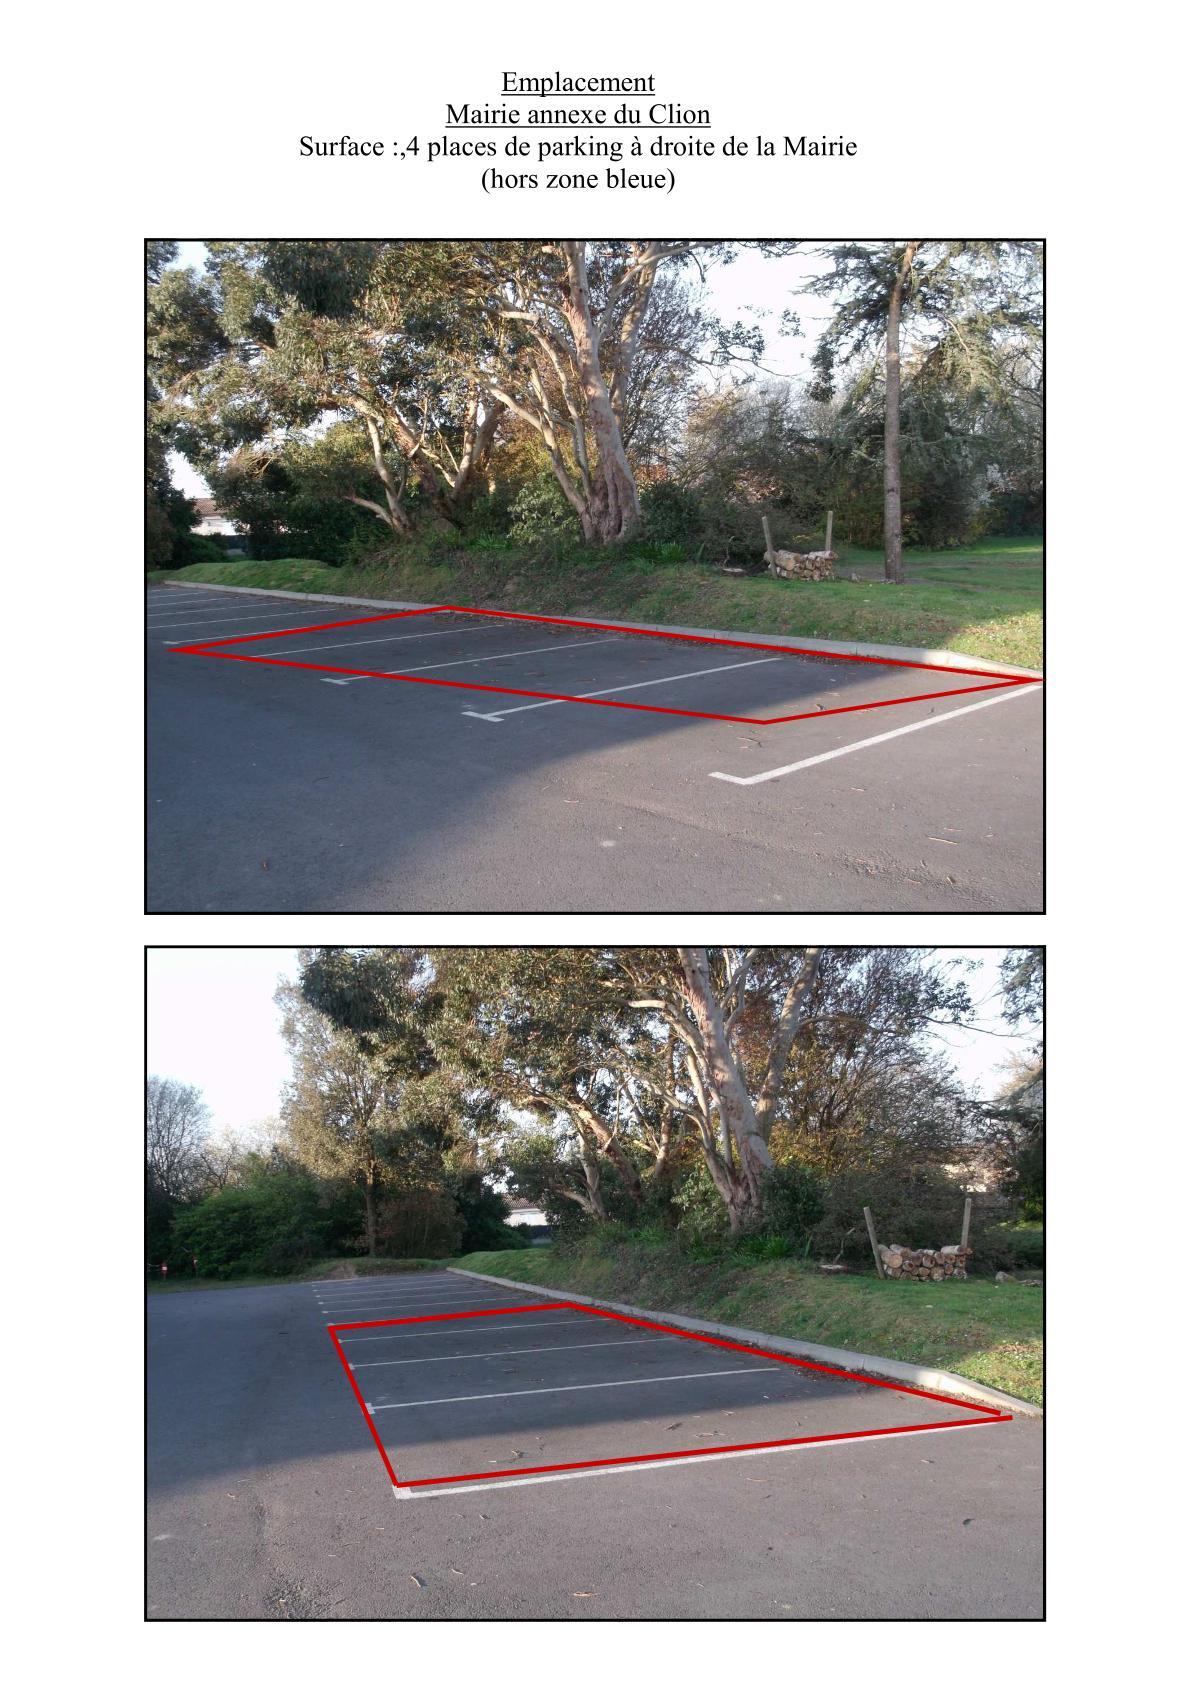 Emplacement
Mairie annexe du Clion
Surface :,4 places de parking à droite de la Mairie
(hors zone bleue)